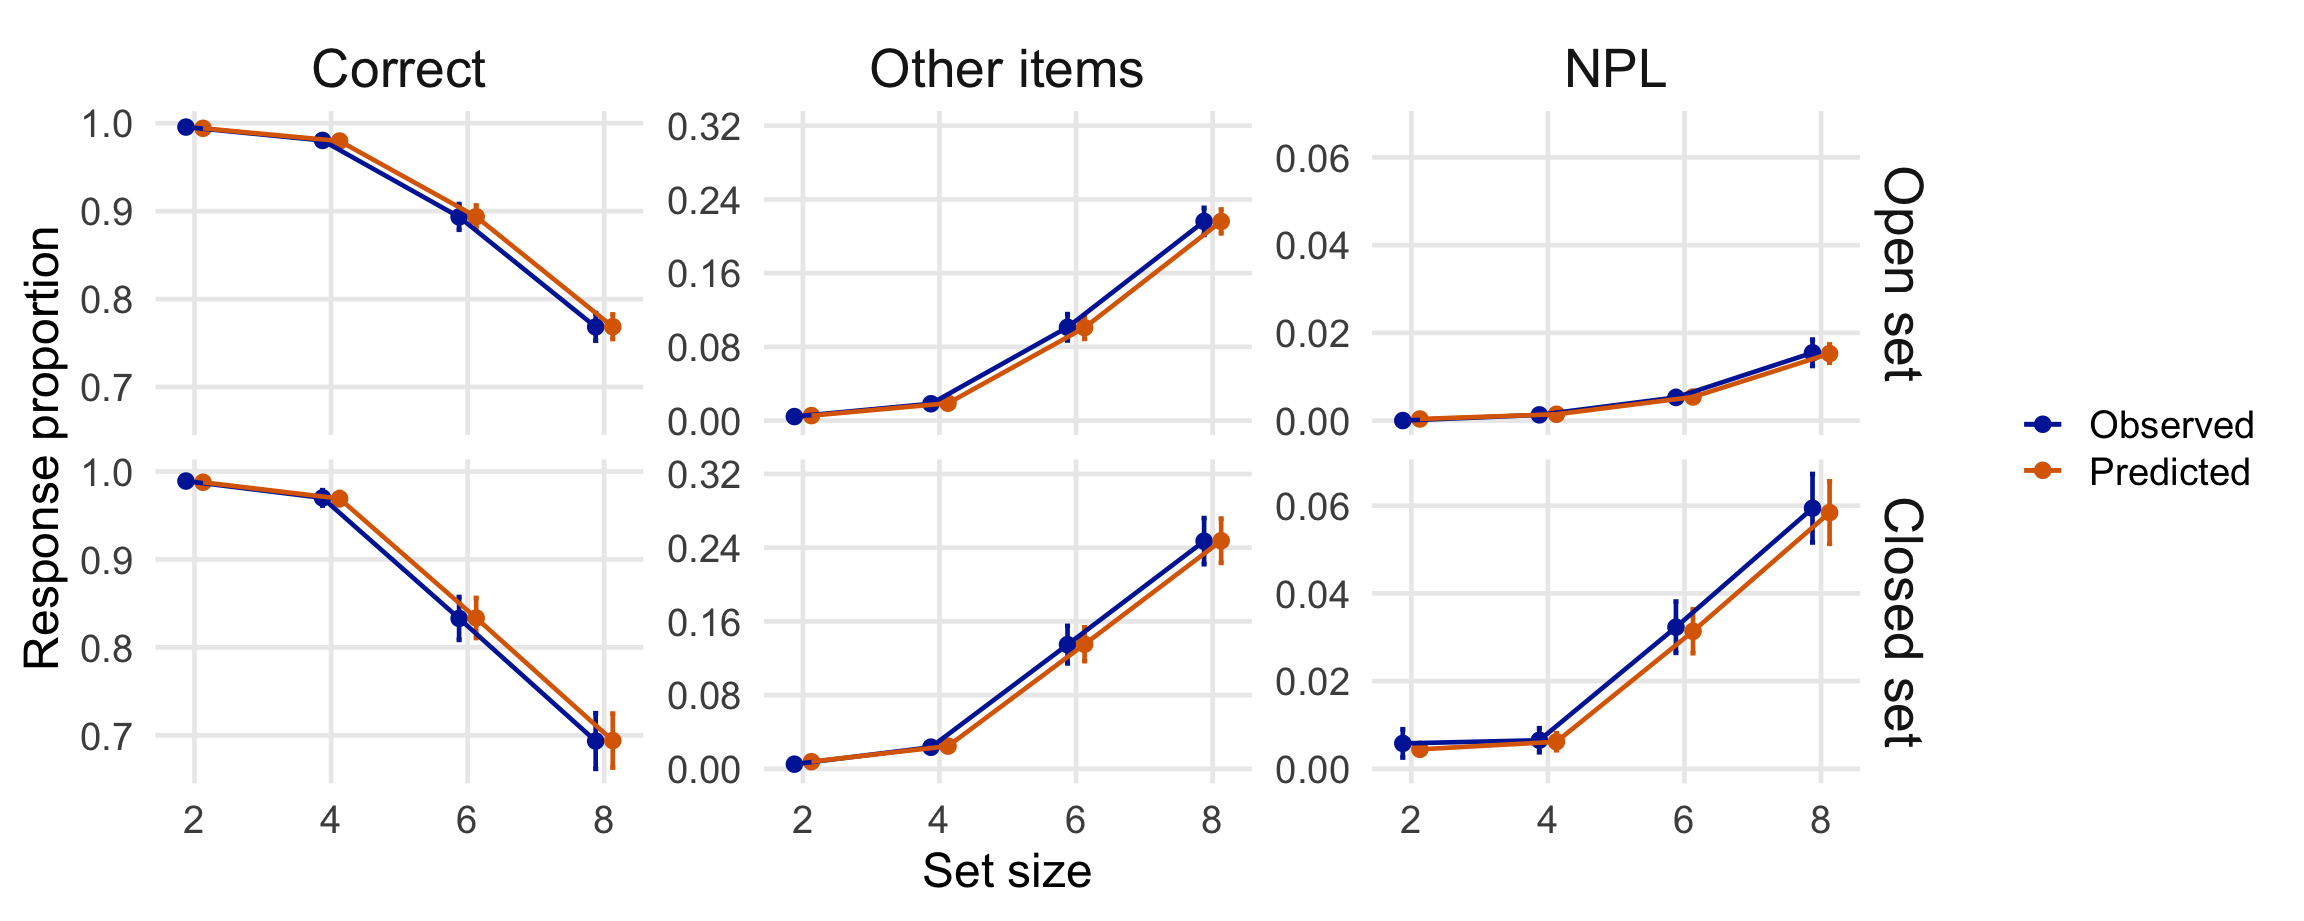 Correct
Other items
NPL
Response proportion
1.0
0.9
0.8
0.7
0.32
0.24
0.16
0.08
0.00
0.06
0.04
0.02
0.00
Open set
1.0
0.9
0.8
0.7
0.32
0.24
0.16
0.08
0.00
0.06
0.04
0.02
0.00
Closed set
2 4 6 8
2 4 6 8
2 4 6 8
Set size
Observed
Predicted